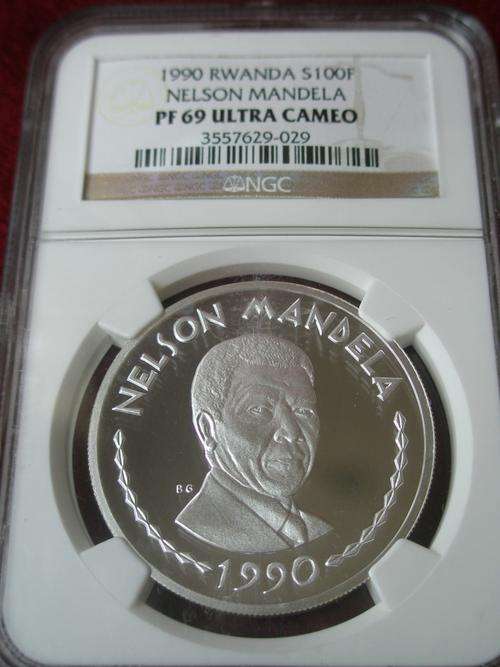 1990 RWANDA S100F
NELSON MANDELA
PF 69 ULTRA CAMEO
3557629-029
NGC
NELSON MANDELA
BG
1990